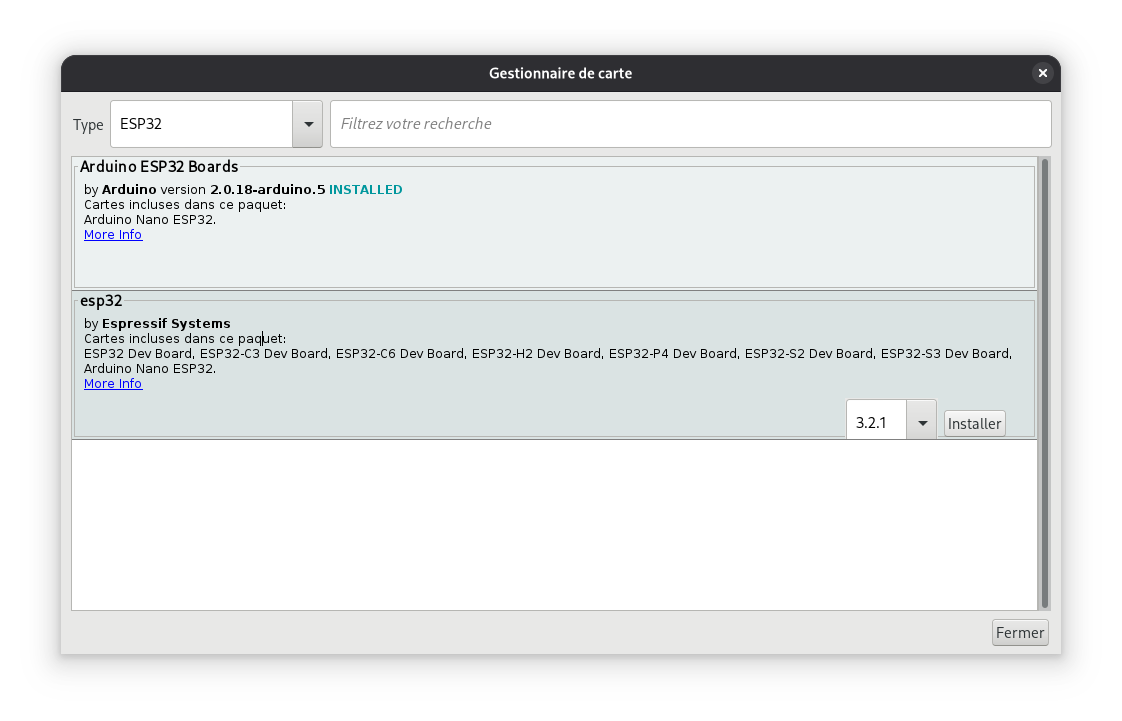 Gestionnaire de carte
Type ESP32 Filtrez votre recherche
Arduino ESP32 Boards
by Arduino version 2.0.18-arduino.5 INSTALLED
Cartes incluses dans ce paquet:
Arduino Nano ESP32.
More Info
esp32
by Espressif Systems
Cartes incluses dans ce paquet:
ESP32 Dev Board, ESP32-C3 Dev Board, ESP32-C6 Dev Board, ESP32-H2 Dev Board, ESP32-P4 Dev Board, ESP32-S2 Dev Board, ESP32-S3 Dev Board,
Arduino Nano ESP32.
More Info
3.2.1 Installer
Fermer